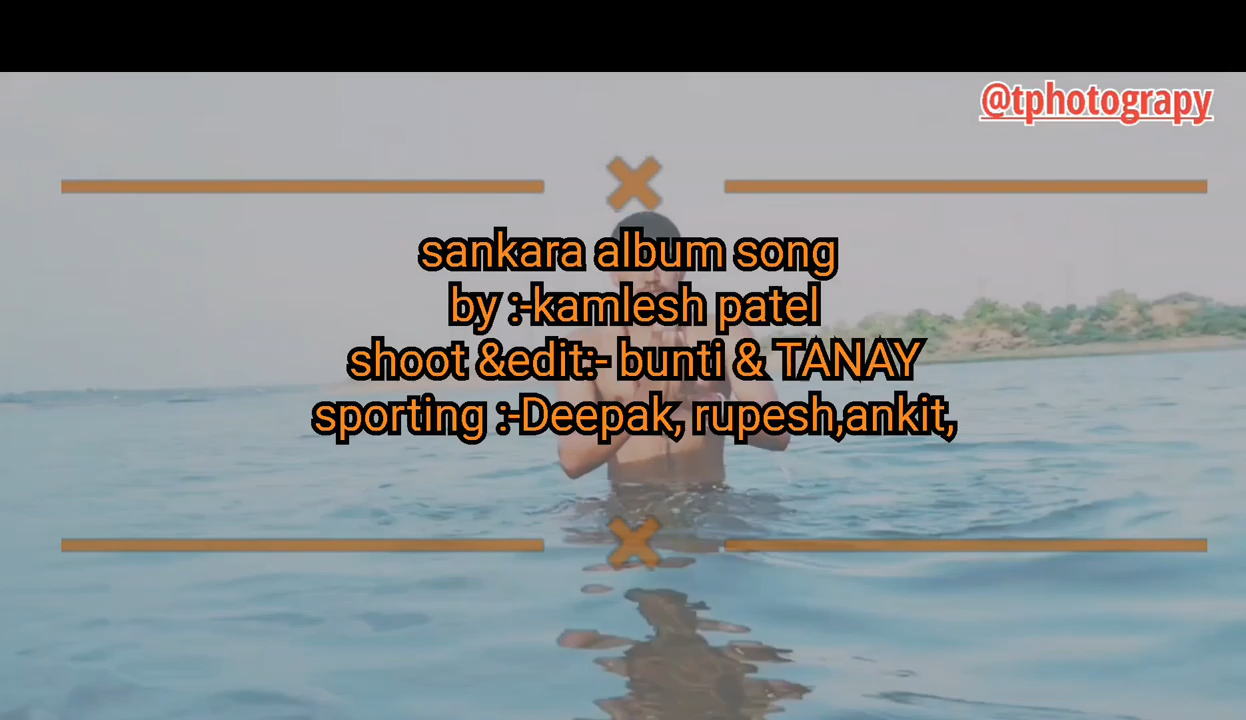 @tphotograpy
sankara album song
by :-kamlesh patel
shoot &edit:- bunti & TANAY
sporting :-Deepak, rupesh,ankit,